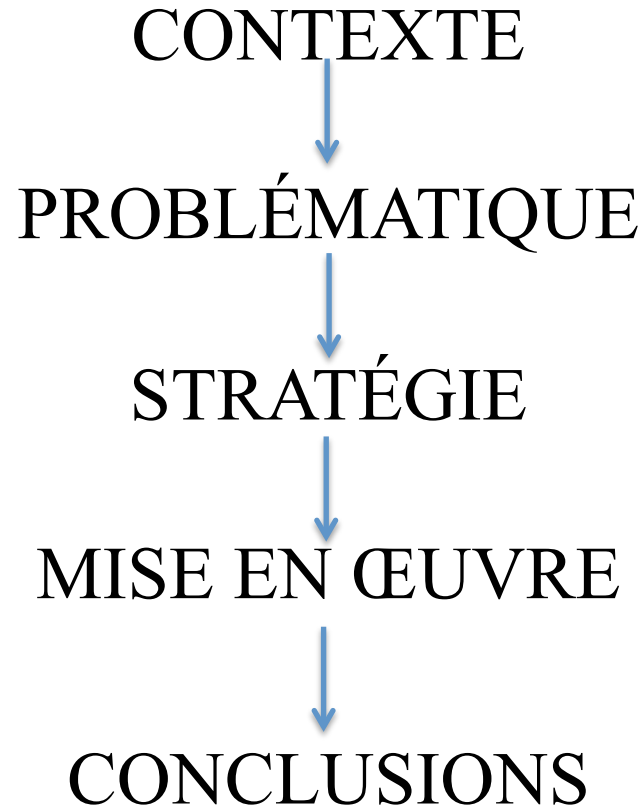 CONTEXTE
PROBLÉMATIQUE
STRATÉGIE
MISE EN ŒUVRE
CONCLUSIONS